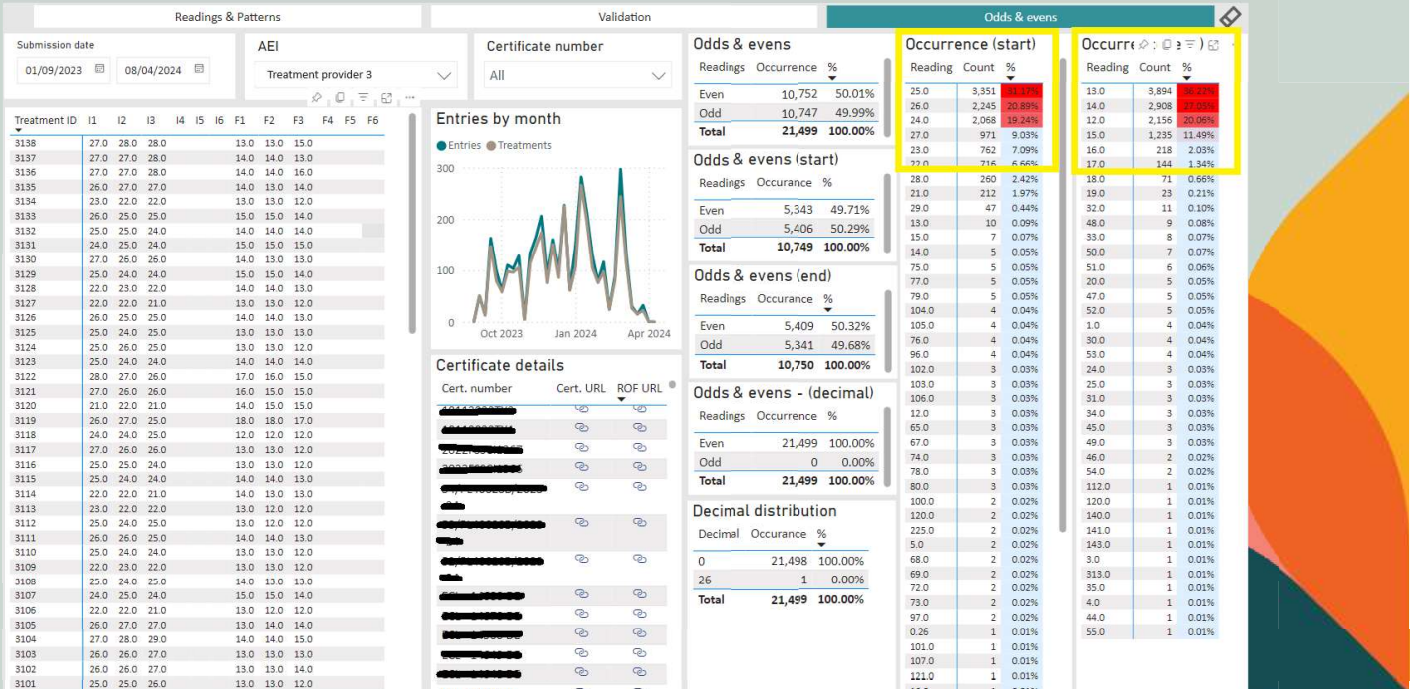 Readings & Patterns
Validation
Odds & evens
Submission date
01/09/2023 08/04/2024
AEI
Treatment provider 3
Certificate number
All
Treatment ID I1 I2 I3 I4 I5 I6 F1 F2 F3 F4 F5 F6
3138 27.0 28.0 28.0 13.0 13.0 15.0
3137 27.0 27.0 28.0 14.0 14.0 13.0
3136 27.0 27.0 28.0 14.0 14.0 16.0
3135 26.0 27.0 27.0 14.0 13.0 14.0
3134 23.0 22.0 22.0 13.0 13.0 12.0
3133 26.0 25.0 25.0 15.0 15.0 14.0
3132 25.0 25.0 24.0 14.0 14.0 14.0
3131 24.0 25.0 24.0 15.0 15.0 15.0
3130 27.0 26.0 26.0 14.0 13.0 13.0
3129 25.0 24.0 24.0 15.0 15.0 14.0
3128 22.0 23.0 22.0 14.0 14.0 13.0
3127 22.0 22.0 21.0 13.0 13.0 12.0
3126 26.0 25.0 25.0 14.0 14.0 13.0
3125 25.0 24.0 25.0 13.0 13.0 13.0
3124 25.0 26.0 25.0 13.0 13.0 12.0
3123 25.0 24.0 24.0 14.0 14.0 14.0
3122 28.0 27.0 26.0 17.0 16.0 15.0
3121 27.0 26.0 26.0 16.0 15.0 15.0
3120 21.0 22.0 21.0 14.0 15.0 15.0
3119 26.0 27.0 25.0 18.0 18.0 17.0
3118 24.0 24.0 25.0 12.0 12.0 12.0
3117 27.0 26.0 26.0 13.0 13.0 12.0
3116 25.0 25.0 24.0 13.0 13.0 12.0
3115 25.0 24.0 24.0 14.0 14.0 13.0
3114 22.0 22.0 21.0 14.0 13.0 13.0
3113 23.0 22.0 22.0 13.0 12.0 12.0
3112 25.0 24.0 25.0 13.0 12.0 12.0
3111 26.0 26.0 25.0 14.0 14.0 13.0
3110 25.0 24.0 24.0 13.0 13.0 12.0
3109 22.0 23.0 22.0 13.0 13.0 12.0
3108 25.0 24.0 25.0 14.0 13.0 13.0
3107 24.0 25.0 24.0 15.0 15.0 14.0
3106 22.0 22.0 21.0 13.0 12.0 12.0
3105 26.0 27.0 27.0 13.0 14.0 14.0
3104 27.0 28.0 29.0 14.0 14.0 15.0
3103 26.0 26.0 27.0 13.0 13.0 13.0
3102 26.0 26.0 27.0 13.0 13.0 14.0
3101 25.0 25.0 26.0 13.0 13.0 12.0
Entries by month
Entries Treatments
300
200
100
0
Oct 2023 Jan 2024 Apr 2024
Certificate details
Cert. number Cert. URL ROF URL
Odds & evens
Readings Occurrence %
Even 10,752 50.01%
Odd 10,747 49.99%
Total 21,499 100.00%
Odds & evens (start)
Readings Occurance %
Even 5,343 49.71%
Odd 5,406 50.29%
Total 10,749 100.00%
Odds & evens (end)
Readings Occurance %
Even 5,409 50.32%
Odd 5,341 49.68%
Total 10,750 100.00%
Odds & evens - (decimal)
Readings Occurrence %
Even 21,499 100.00%
Odd 0 0.00%
Total 21,499 100.00%
Decimal distribution
Decimal Occurance %
0 21,498 100.00%
26 1 0.00%
Total 21,499 100.00%
Occurrence (start)
Reading Count %
25.0 3,351 31.17%
26.0 2,245 20.89%
24.0 2,068 19.24%
27.0 971 9.03%
23.0 762 7.09%
22.0 716 6.66%
28.0 260 2.42%
21.0 212 1.97%
29.0 47 0.44%
13.0 10 0.09%
15.0 7 0.07%
14.0 5 0.05%
75.0 5 0.05%
77.0 5 0.05%
79.0 5 0.05%
104.0 4 0.04%
105.0 4 0.04%
76.0 4 0.04%
96.0 4 0.04%
102.0 3 0.03%
103.0 3 0.03%
106.0 3 0.03%
12.0 3 0.03%
65.0 3 0.03%
67.0 3 0.03%
74.0 3 0.03%
78.0 3 0.03%
80.0 3 0.03%
100.0 2 0.02%
120.0 2 0.02%
225.0 2 0.02%
5.0 2 0.02%
68.0 2 0.02%
69.0 2 0.02%
72.0 2 0.02%
73.0 2 0.02%
97.0 2 0.02%
0.26 1 0.01%
101.0 1 0.01%
107.0 1 0.01%
121.0 1 0.01%
Reading Count %
13.0 3,894 36.22%
14.0 2,908 27.05%
12.0 2,156 20.06%
15.0 1,235 11.49%
16.0 218 2.03%
17.0 144 1.34%
18.0 71 0.66%
19.0 23 0.21%
32.0 11 0.10%
48.0 9 0.08%
33.0 8 0.07%
50.0 7 0.07%
51.0 6 0.06%
20.0 5 0.05%
47.0 5 0.05%
52.0 5 0.05%
1.0 4 0.04%
30.0 4 0.04%
53.0 4 0.04%
24.0 3 0.03%
25.0 3 0.03%
31.0 3 0.03%
34.0 3 0.03%
45.0 3 0.03%
49.0 3 0.03%
46.0 2 0.02%
54.0 2 0.02%
112.0 1 0.01%
120.0 1 0.01%
140.0 1 0.01%
141.0 1 0.01%
143.0 1 0.01%
3.0 1 0.01%
313.0 1 0.01%
35.0 1 0.01%
4.0 1 0.01%
44.0 1 0.01%
55.0 1 0.01%